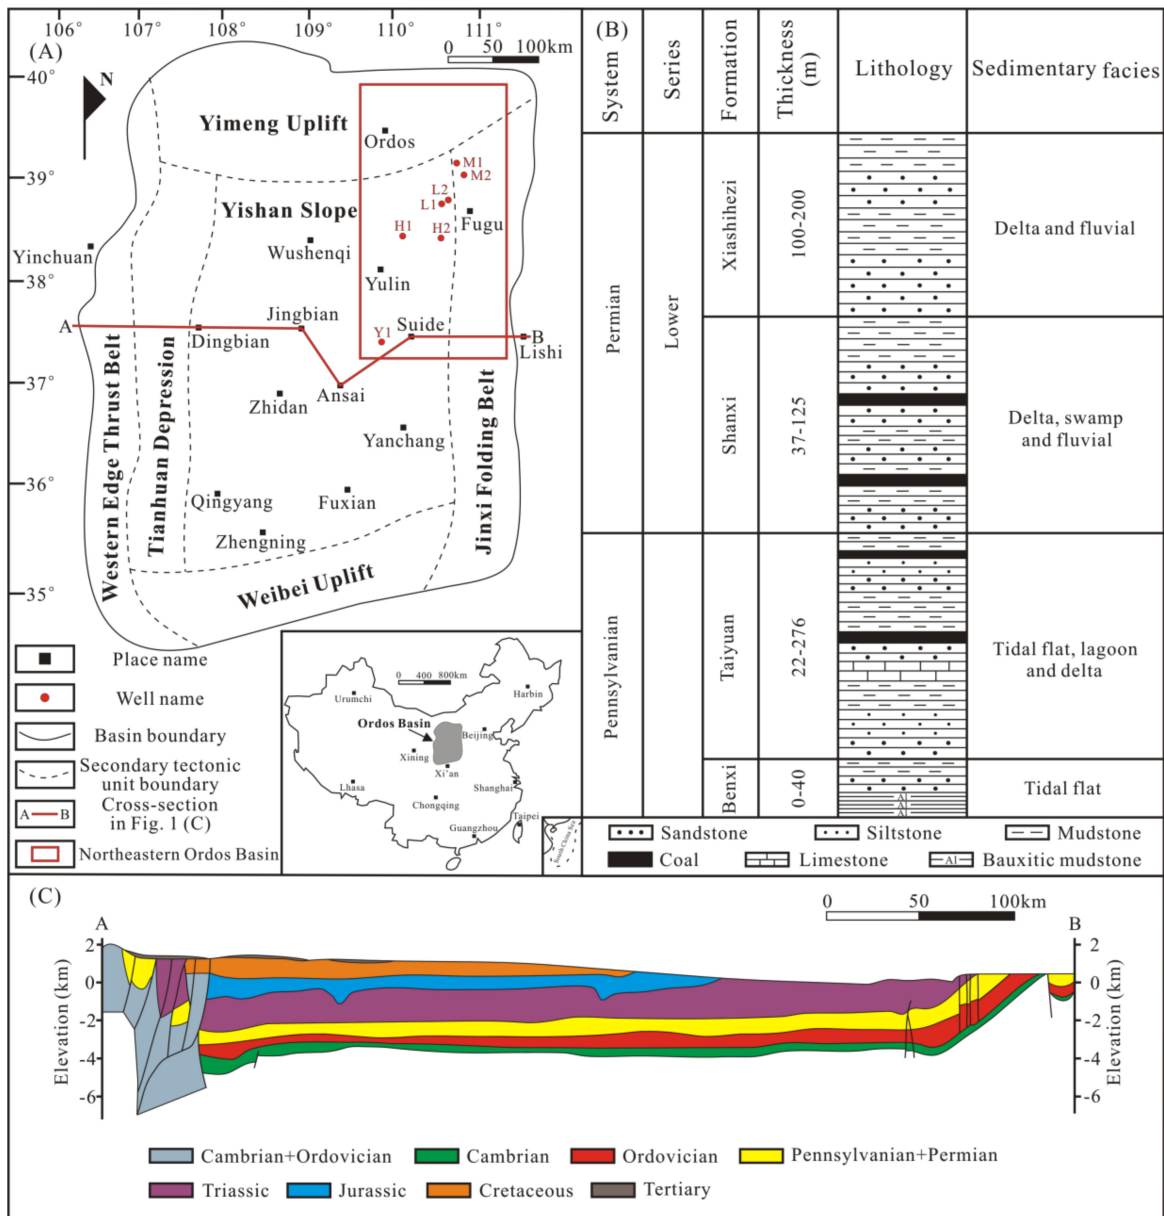 (A)
106°
107°
108°
109°
110°
111°
0 50 100km
40°
39°
38°
37°
36°
35°
N
Yimeng Uplift
Ordos
M1
M2
L2
L1
Fugu
H1
H2
Yishan Slope
Wushenqi
Yinchuan
Yulin
Jingbian
A
Dingbian
Y1
Suide
B
Lishi
Ansai
Zhidan
Yanchang
Western Edge Thrust Belt
Tianhuan Depression
Jinxi Folding Belt
Qingyang
Fuxian
Zhengning
Weibei Uplift
Place name
Well name
Basin boundary
Secondary tectonic
unit boundary
A B
Cross-section
in Fig. 1 (C)
Northeastern Ordos Basin
0 400 800km
Urumchi
Harbin
Ordos Basin
Beijing
Xining
Xi'an
Lhasa
Shanghai
Chongqing
Taipei
Guangzhou
South China Sea
(B)
System
Series
Formation
Thickness
(m)
Lithology
Sedimentary facies
Permian
Lower
Xiashihezi
100-200
Delta and fluvial
Shanxi
37-125
Delta, swamp
and fluvial
Pennsylvanian
Taiyuan
22-276
Tidal flat, lagoon
and delta
Benxi
0-40
Al
Al
Al
Tidal flat
Sandstone
Siltstone
Mudstone
Coal
Limestone
Al
Bauxitic mudstone
(C)
0 50 100km
A
B
Elevation (km)
2
0
-2
-4
-6
2
0
-2
-4
-6
Elevation (km)
Cambrian+Ordovician
Cambrian
Ordovician
Pennsylvanian+Permian
Triassic
Jurassic
Cretaceous
Tertiary